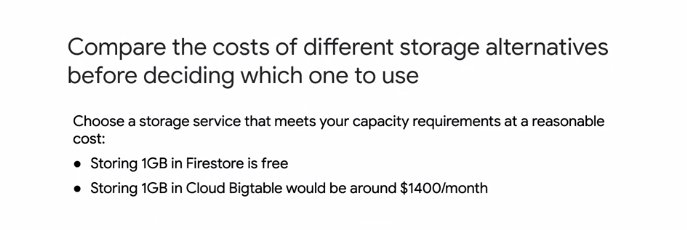 Compare the costs of different storage alternatives
before deciding which one to use
Choose a storage service that meets your capacity requirements at a reasonable
cost:
● Storing 1GB in Firestore is free
● Storing 1GB in Cloud Bigtable would be around $1400/month